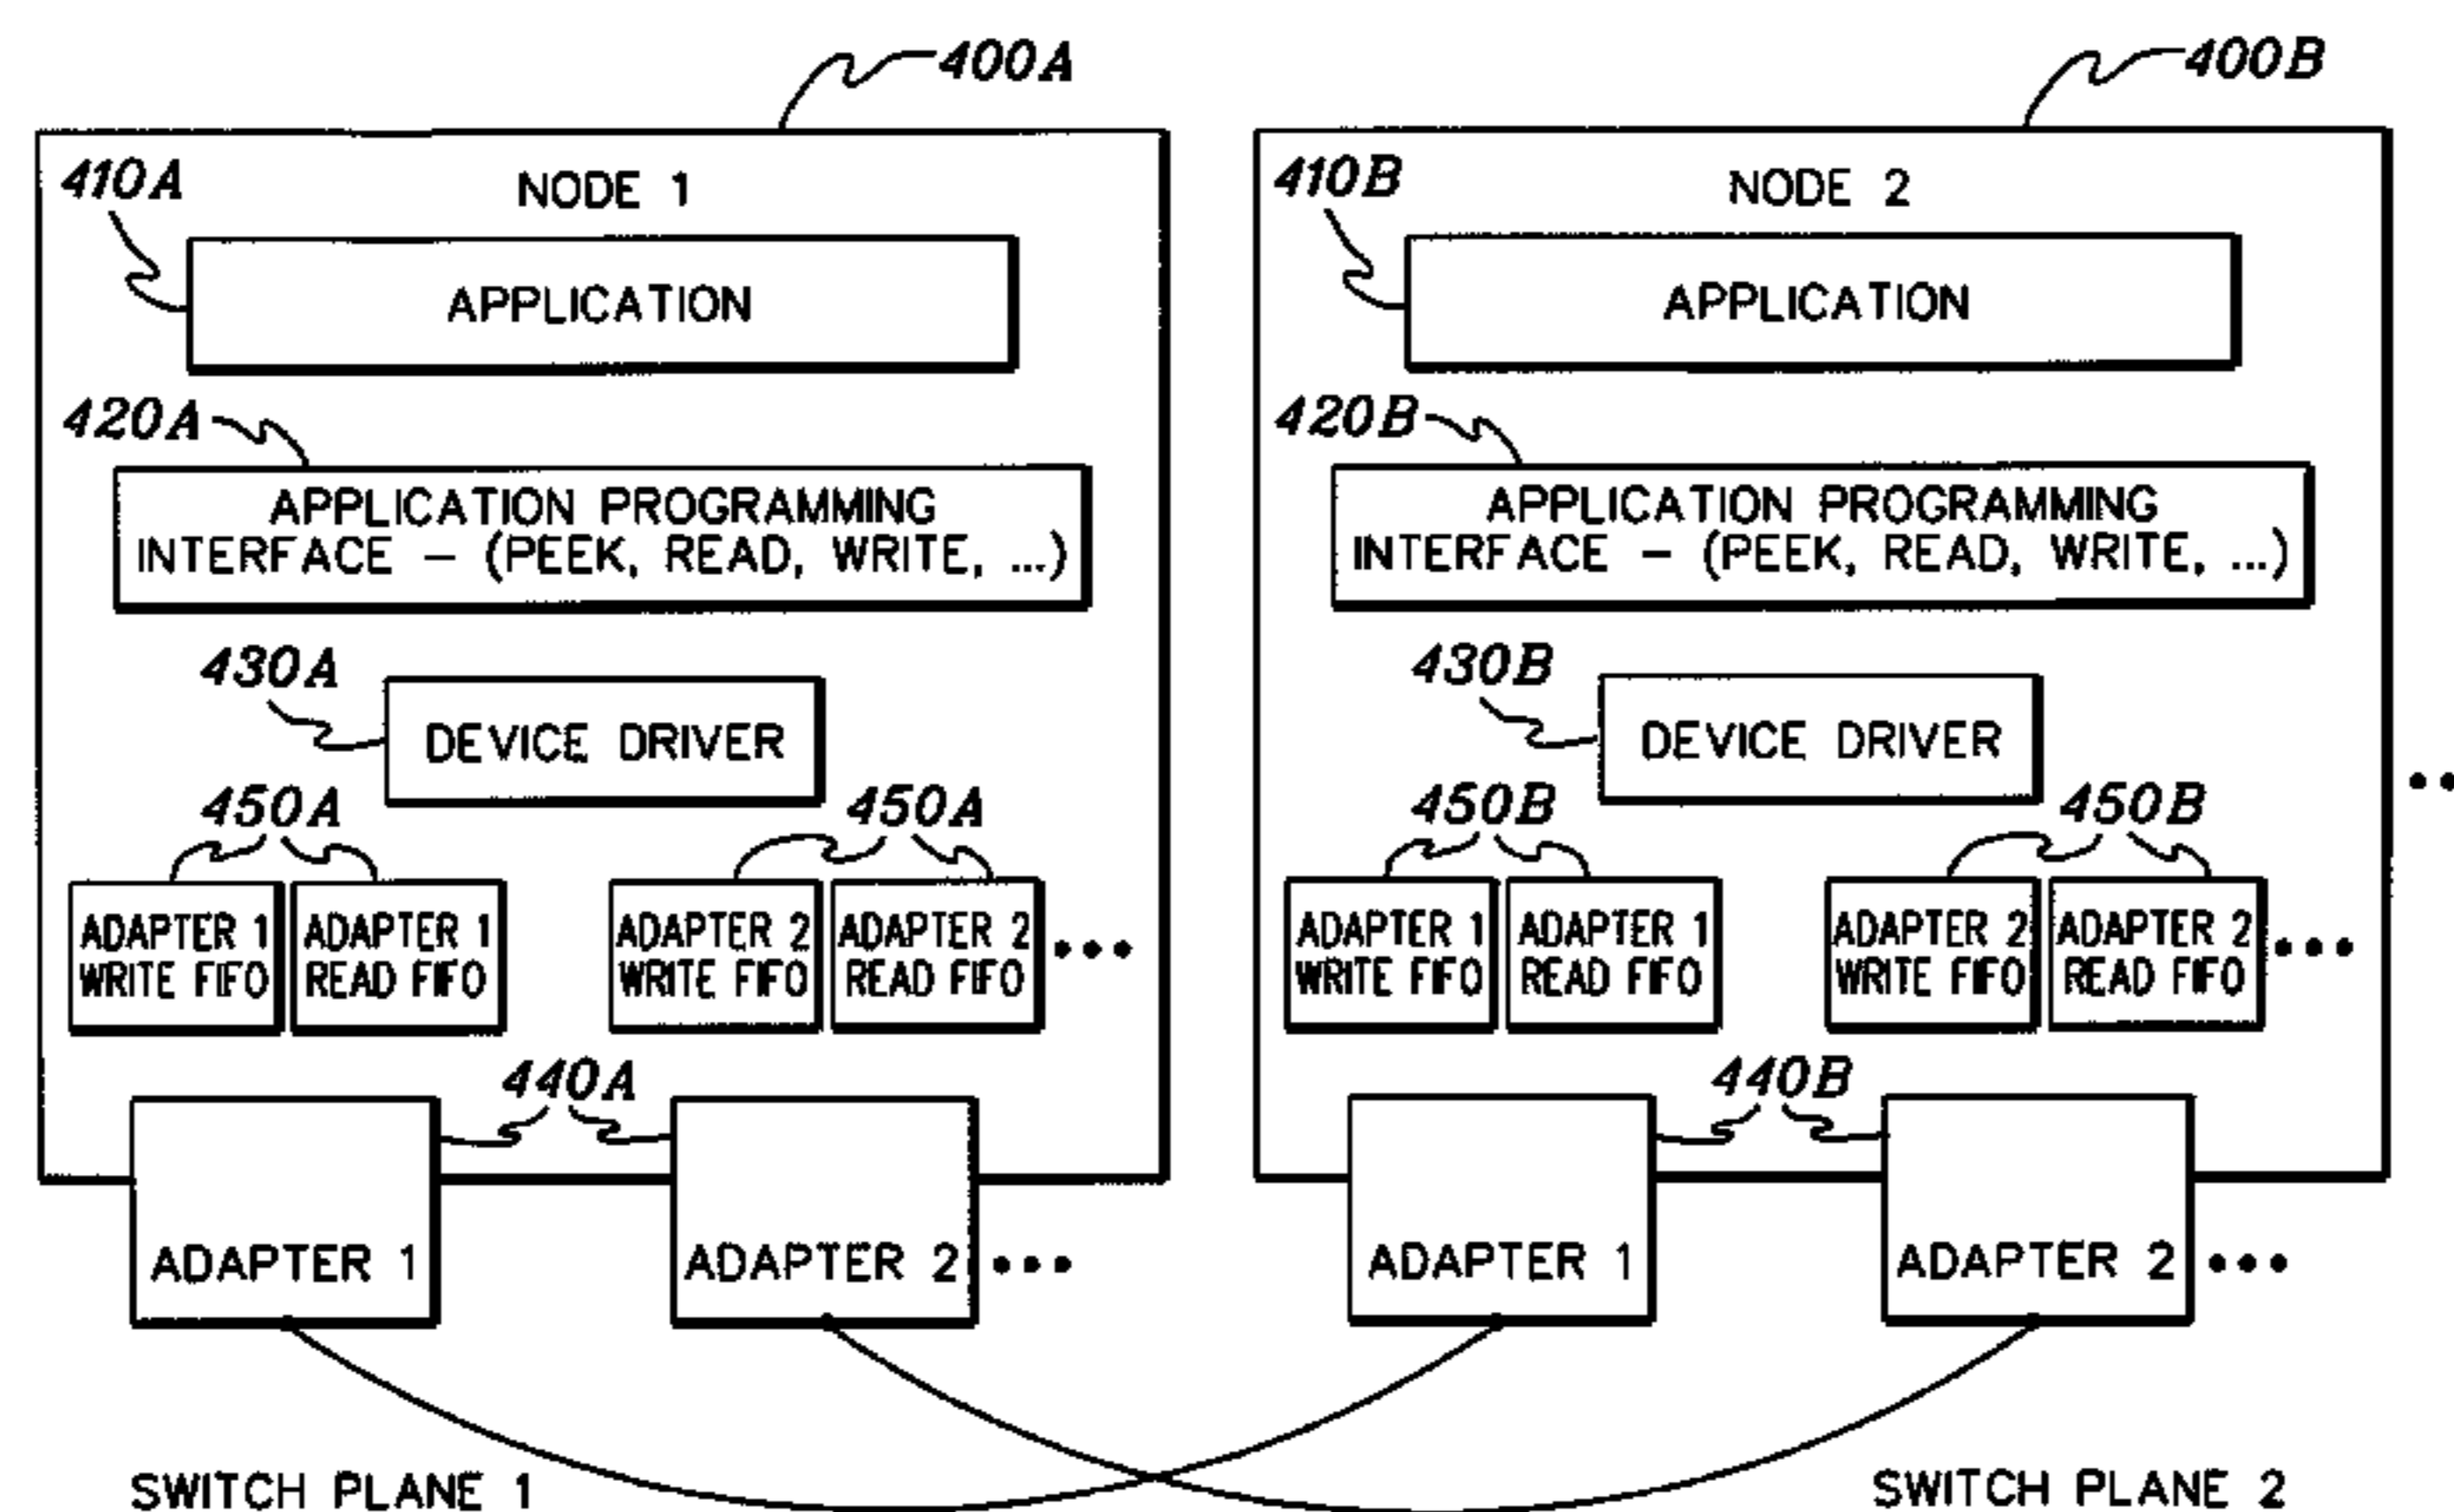 400A
400B
410A
NODE 1
410B
NODE 2
APPLICATION
APPLICATION
420A
420B
APPLICATION PROGRAMMING
INTERFACE – (PEEK, READ, WRITE, ...)
APPLICATION PROGRAMMING
INTERFACE – (PEEK, READ, WRITE, ...)
430A
DEVICE DRIVER
430B
DEVICE DRIVER
450A
450A
450B
450B
ADAPTER 1
WRITE FIFO
ADAPTER 1
READ FIFO
ADAPTER 2
WRITE FIFO
ADAPTER 2
READ FIFO
ADAPTER 1
WRITE FIFO
ADAPTER 1
READ FIFO
ADAPTER 2
WRITE FIFO
ADAPTER 2
READ FIFO
440A
440B
ADAPTER 1
ADAPTER 2
ADAPTER 1
ADAPTER 2
SWITCH PLANE 1
SWITCH PLANE 2